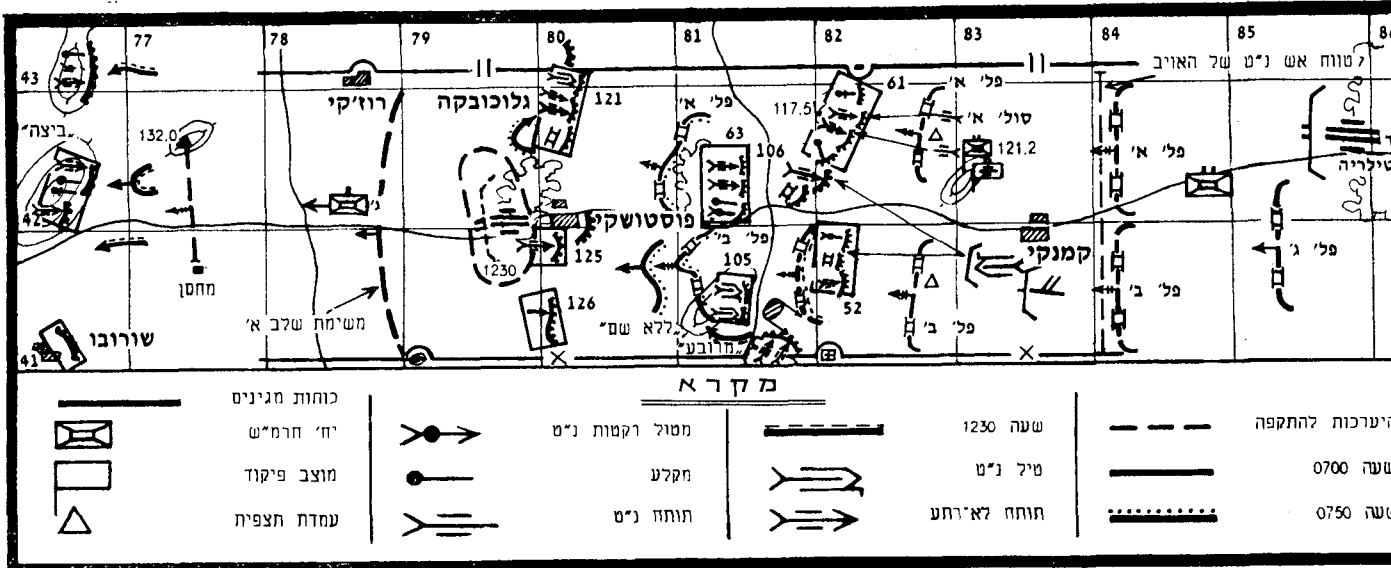 77
78
79
80
81
82
83
84
85
86
לטווח אש נ"ט של האויב
43
רוז'קי
גלוכובקה
121
פל' א'
117.5
61
פל' א'
סול' א'
"ביצה"
132.0
63
106
121.2
פל' א'
טילריה
42
ג'
פוסטושקי
פל' ב'
1230
125
105
52
קמנקי
פל' ב'
פל' ב'
פל' ג'
מחסן
126
"ללא שם"
"מרובע"
משימת שלב א'
שורובו
41
מקרא
היערכות להתקפה
שעה 0700
שעה 0750
שעה 1230
טיל נ"ט
תותח לא־רתע
מטול רקטות נ"ט
מקלע
תותח נ"ט
כוחות מגינים
יח' חרמ"ש
מוצב פיקוד
עמדת תצפית